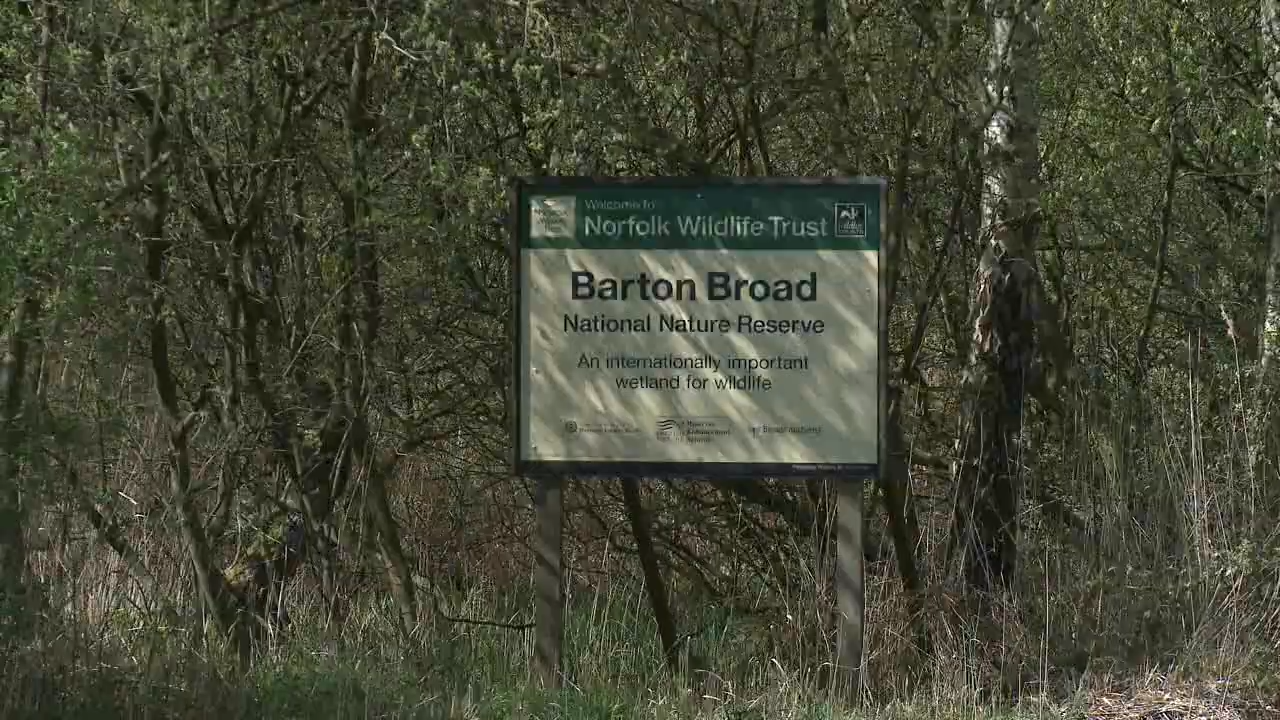 Welcome to
Norfolk Wildlife Trust
Barton Broad
National Nature Reserve
An internationally important
wetland for wildlife